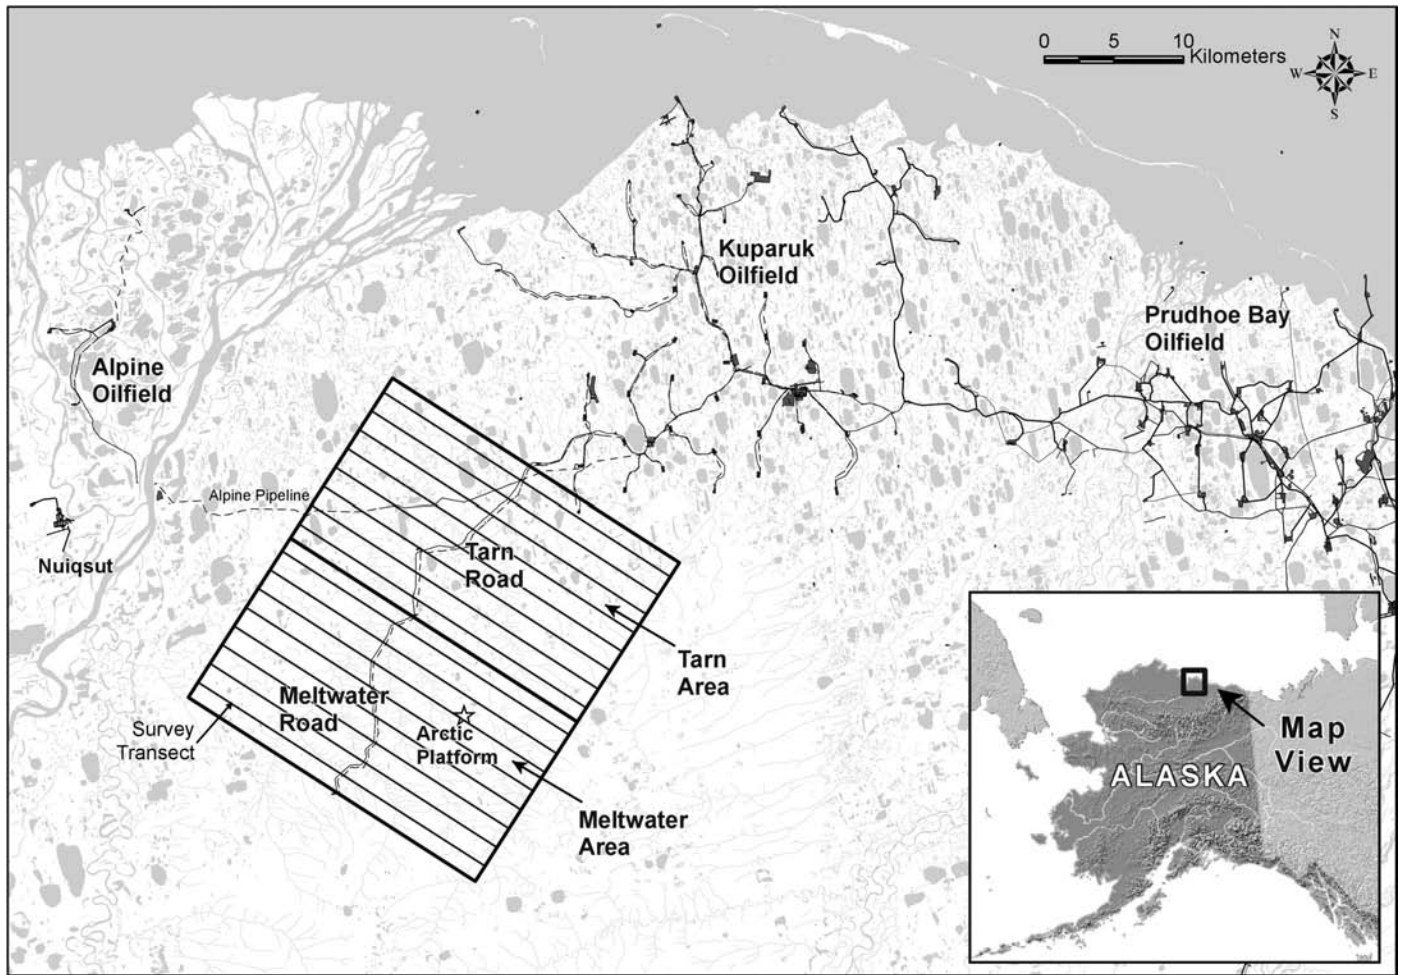 0 5 10
Kilometers
N
W E
S
Kuparuk
Oilfield
Prudhoe Bay
Oilfield
Alpine
Oilfield
Alpine Pipeline
Nuiqsut
Tarn
Road
Tarn
Area
Meltwater
Road
Survey
Transect
Arctic
Platform
Meltwater
Area
Map
View
ALASKA